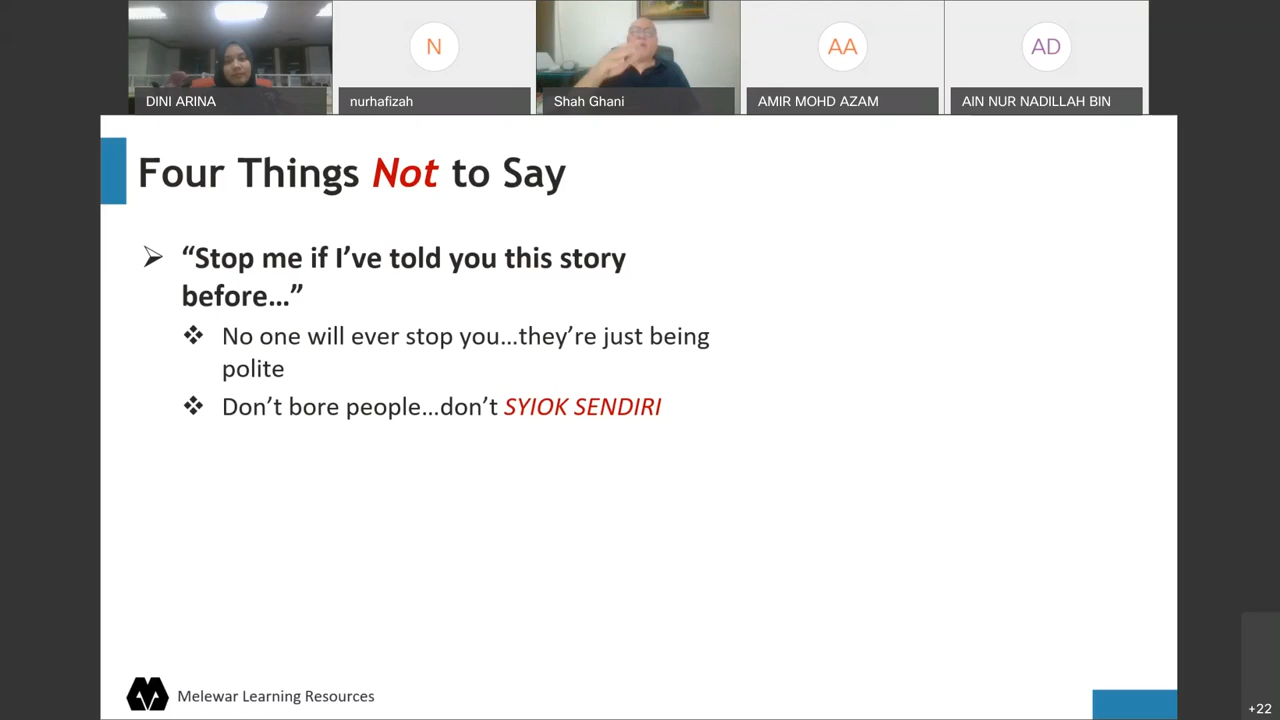 N
AA
AD
DINI ARINA
nurhafizah
Shah Ghani
AMIR MOHD AZAM
AIN NUR NADILLAH BIN
Four Things Not to Say
“Stop me if I’ve told you this story
before…”
No one will ever stop you…they’re just being
polite
Don’t bore people…don’t SYIOK SENDIRI
Melewar Learning Resources
+22